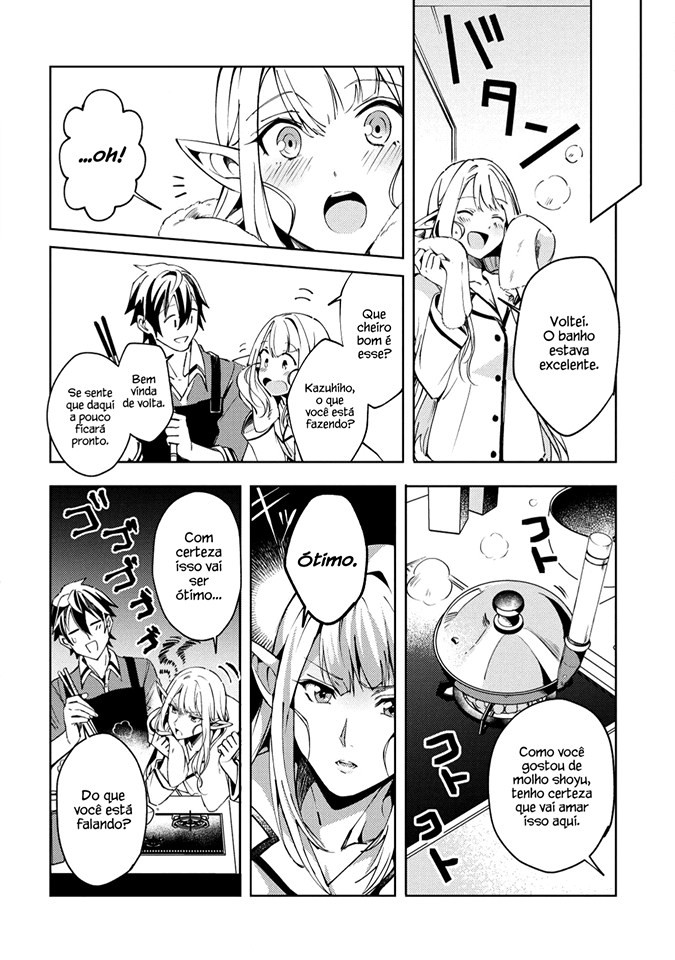 バタン
Voltei.
O banho
estava
excelente.
...oh!
Que
cheiro
bom é
esse?
Kazuhiho,
o que
você está
fazendo?
Bem
vinda
de volta.
Se sente
que daqui
a pouco
ficará
pronto.
コト
コト
Como você
gostou de
molho shoyu,
tenho certeza
que vai amar
isso aqui.
Ótimo.
Com
certeza
isso vai
ser
ótimo...
ゴゴゴゴゴ
Do que
você está
falando?